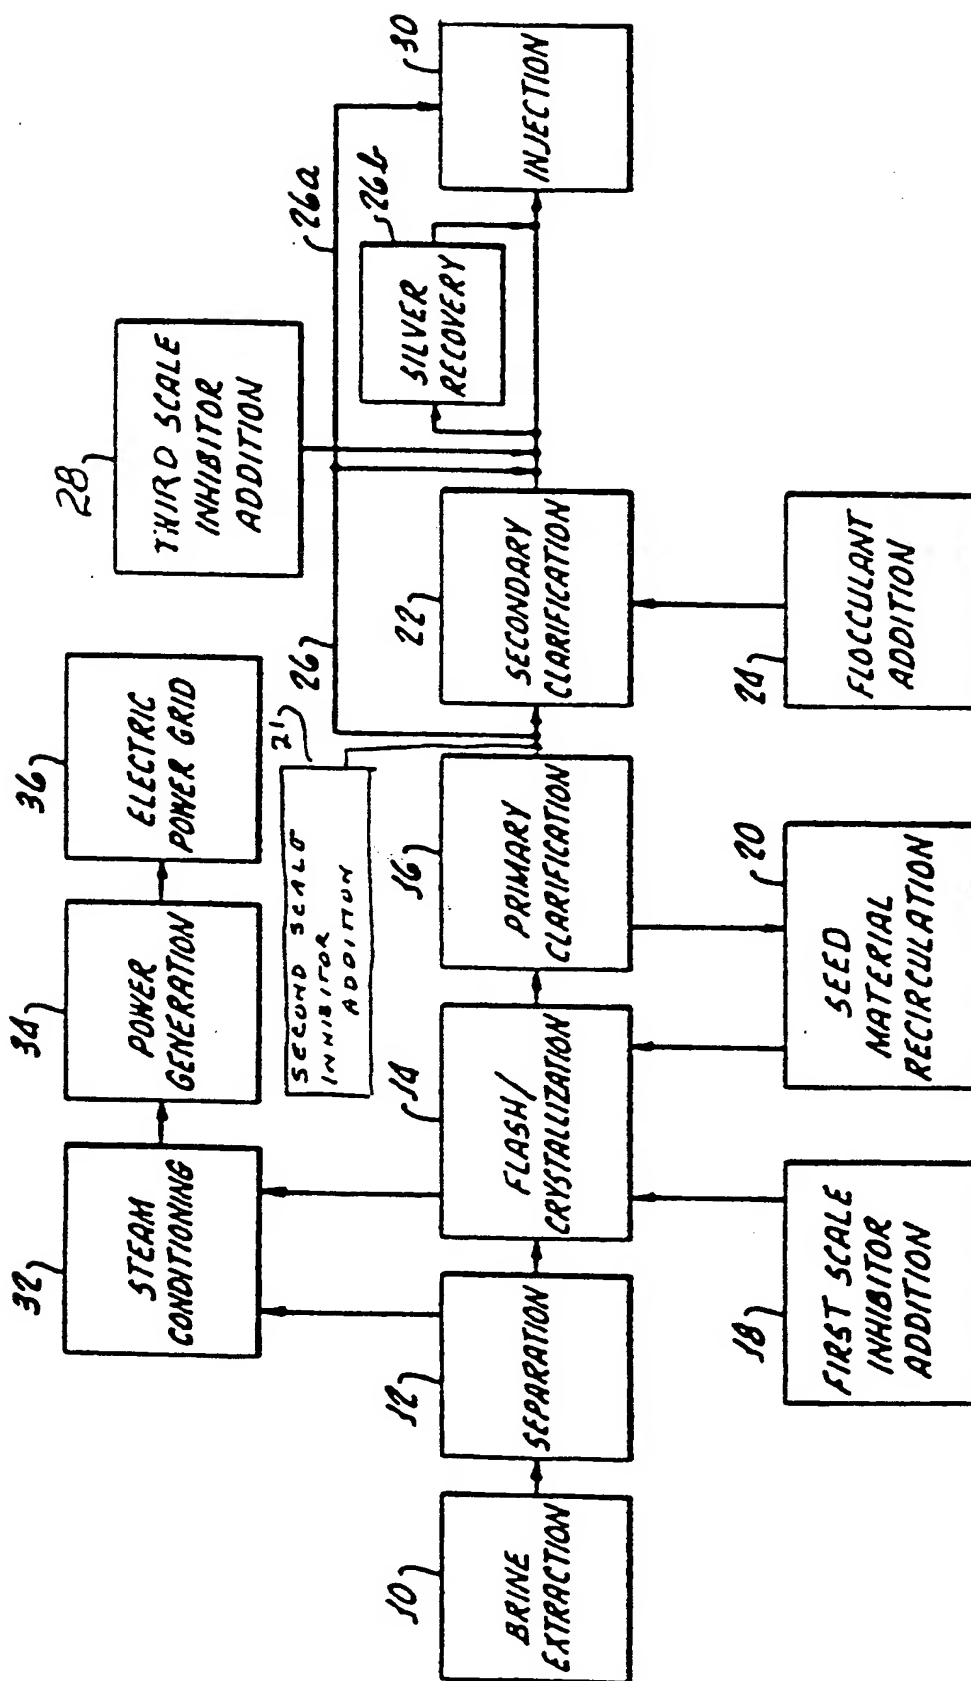 36
ELECTRIC
POWER GRID
34
POWER
GENERATION
32
STEAM
CONDITIONING
28
THIRD SCALE
INHIBITOR
ADDITION
26
26a
21
SECOND SCALE
INHIBITOR
ADDITION
26b
SILVER
RECOVERY
10
BRINE
EXTRACTION
12
SEPARATION
14
FLASH/
CRYSTALLIZATION
16
PRIMARY
CLARIFICATION
22
SECONDARY
CLARIFICATION
30
INJECTION
18
FIRST SCALE
INHIBITOR
ADDITION
20
SEED
MATERIAL
RECIRCULATION
24
FLOCCULANT
ADDITION